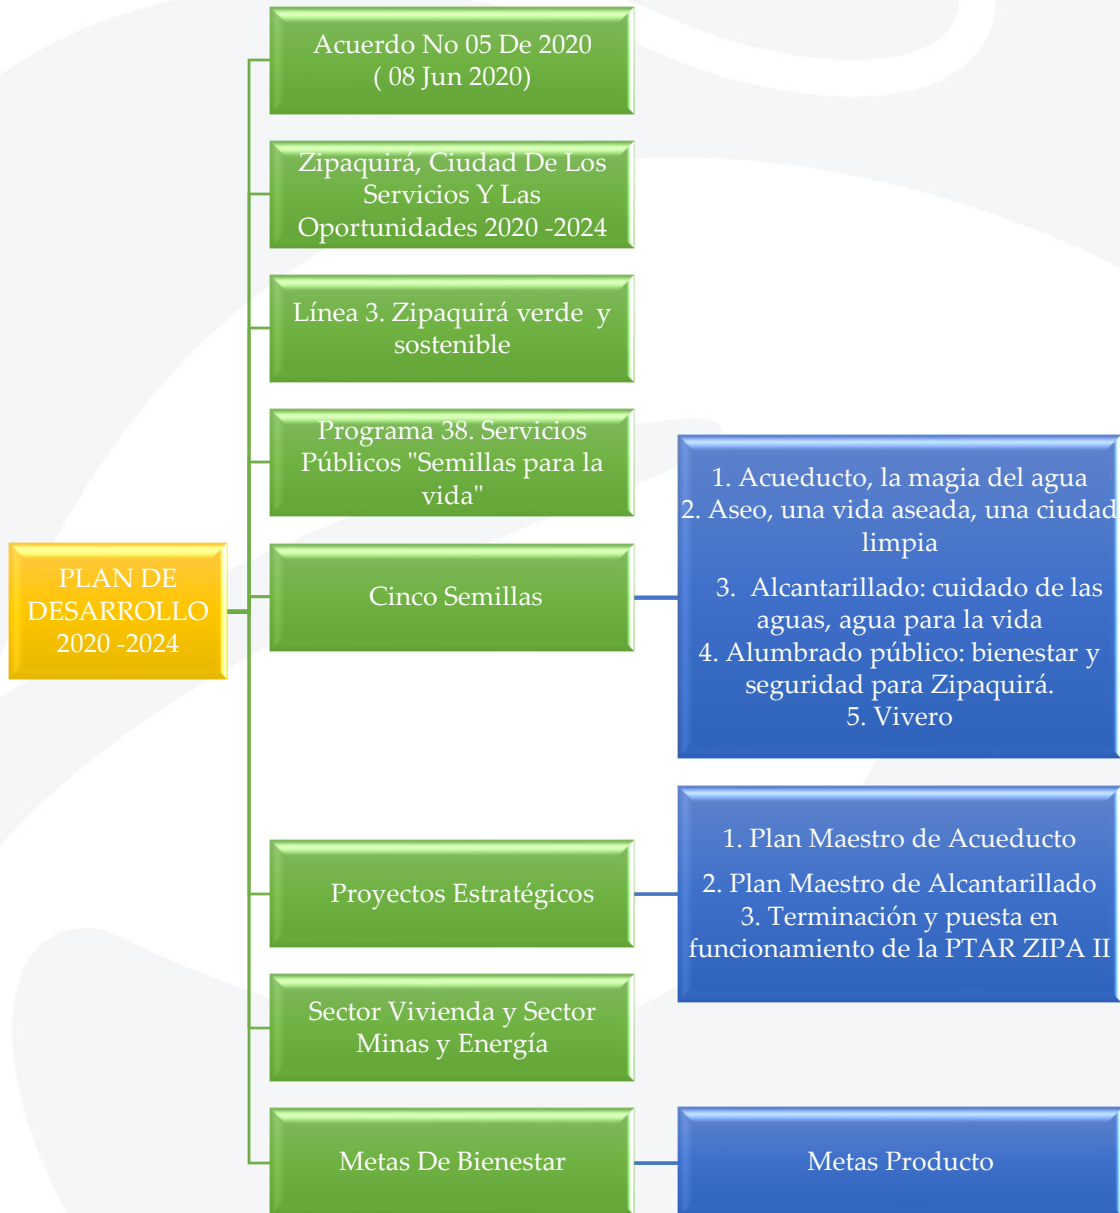 PLAN DE
DESARROLLO
2020 -2024
Acuerdo No 05 De 2020
( 08 Jun 2020)
Zipaquirá, Ciudad De Los
Servicios Y Las
Oportunidades 2020 -2024
Línea 3. Zipaquirá verde  y
sostenible
Programa 38. Servicios
Públicos "Semillas para la
vida"
Cinco Semillas
1. Acueducto, la magia del agua
2. Aseo, una vida aseada, una ciudad
limpia
3.  Alcantarillado: cuidado de las
aguas, agua para la vida
4. Alumbrado público: bienestar y
seguridad para Zipaquirá.
5. Vivero
Proyectos Estratégicos
1. Plan Maestro de Acueducto
2. Plan Maestro de Alcantarillado
3. Terminación y puesta en
funcionamiento de la PTAR ZIPA II
Sector Vivienda y Sector
Minas y Energía
Metas De Bienestar
Metas Producto